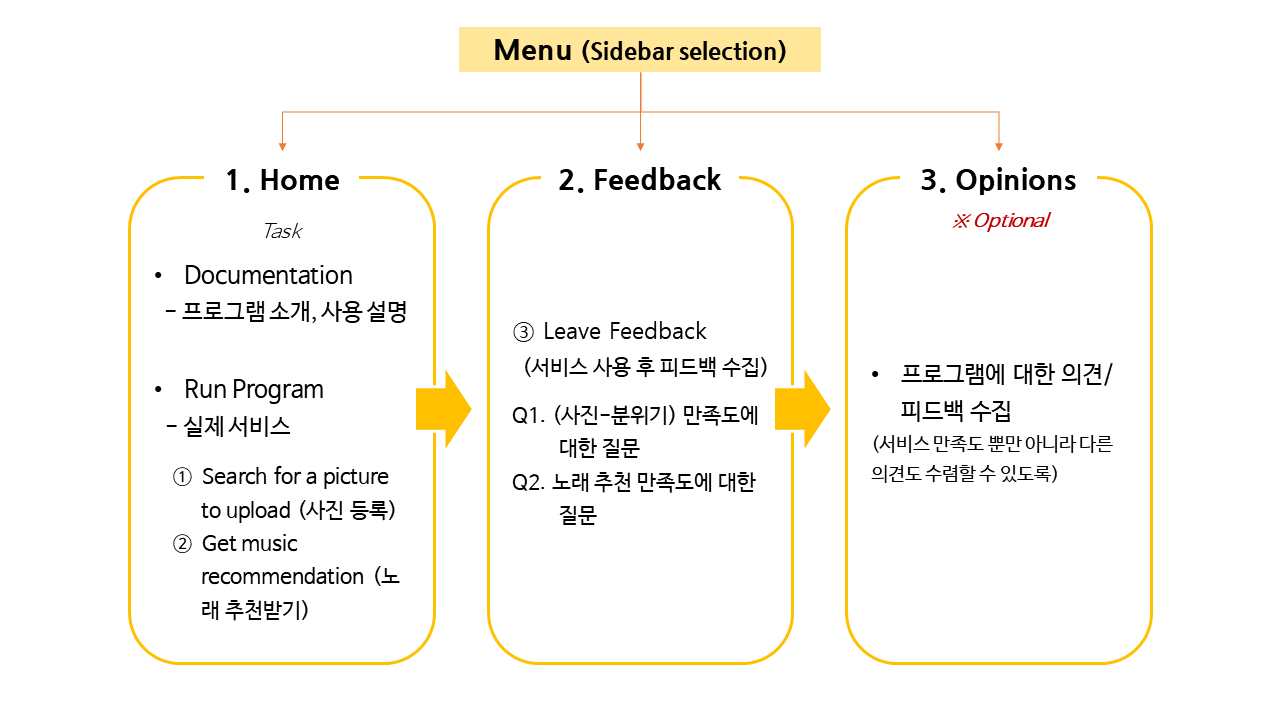 Menu (Sidebar selection)
1. Home
Task
• Documentation
- 프로그램 소개, 사용 설명
• Run Program
- 실제 서비스
① Search for a picture
to upload (사진 등록)
② Get music
recommendation (노
래 추천받기)
2. Feedback
③ Leave Feedback
(서비스 사용 후 피드백 수집)
Q1. (사진-분위기) 만족도에
대한 질문
Q2. 노래 추천 만족도에 대한
질문
3. Opinions
※ Optional
• 프로그램에 대한 의견/
피드백 수집
(서비스 만족도 뿐만 아니라 다른
의견도 수렴할 수 있도록)